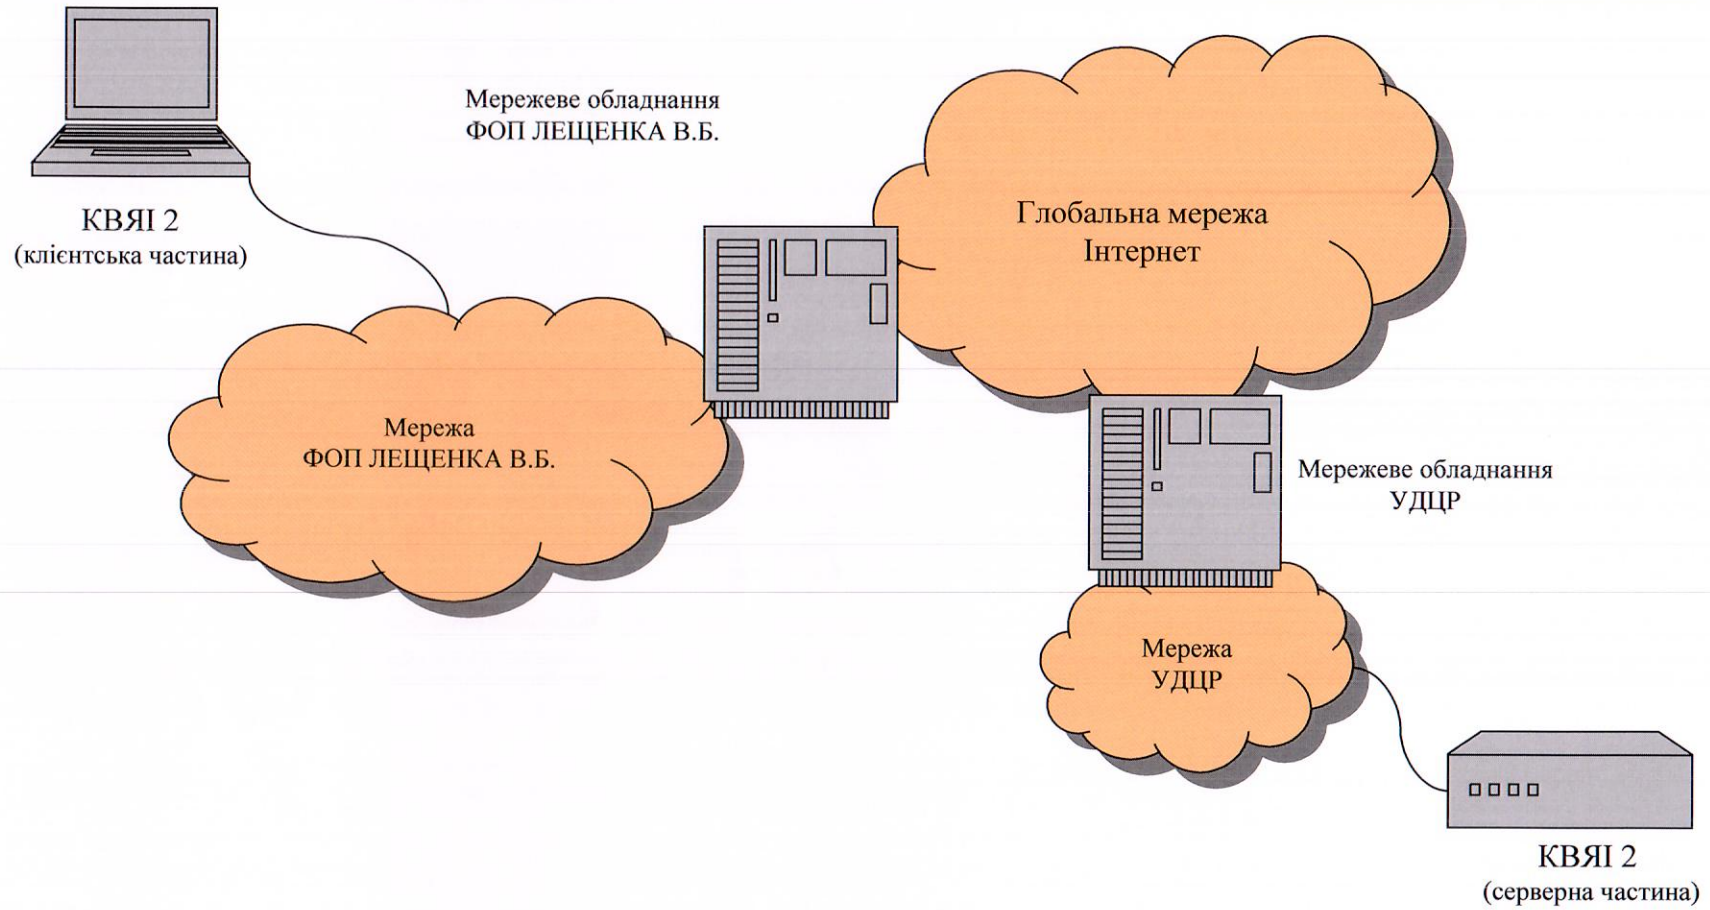 Мережеве обладнання
ФОП ЛЕЩЕНКА В.Б.
КВЯІ 2
(клієнтська частина)
Глобальна мережа
Інтернет
Мережа
ФОП ЛЕЩЕНКА В.Б.
Мережеве обладнання
УДЦР
Мережа
УДЦР
КВЯІ 2
(серверна частина)